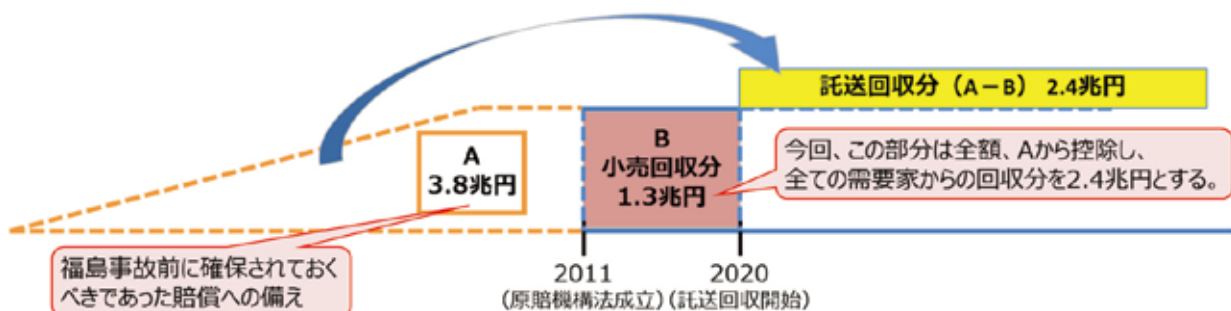 託送回収分（A－B） 2.4兆円
A
3.8兆円
B
小売回収分
1.3兆円
今回、この部分は全額、Aから控除し、
全ての需要家からの回収分を2.4兆円とする。
福島事故前に確保されておく
べきであった賠償への備え
2011
(原賠機構法成立)
2020
(託送回収開始)